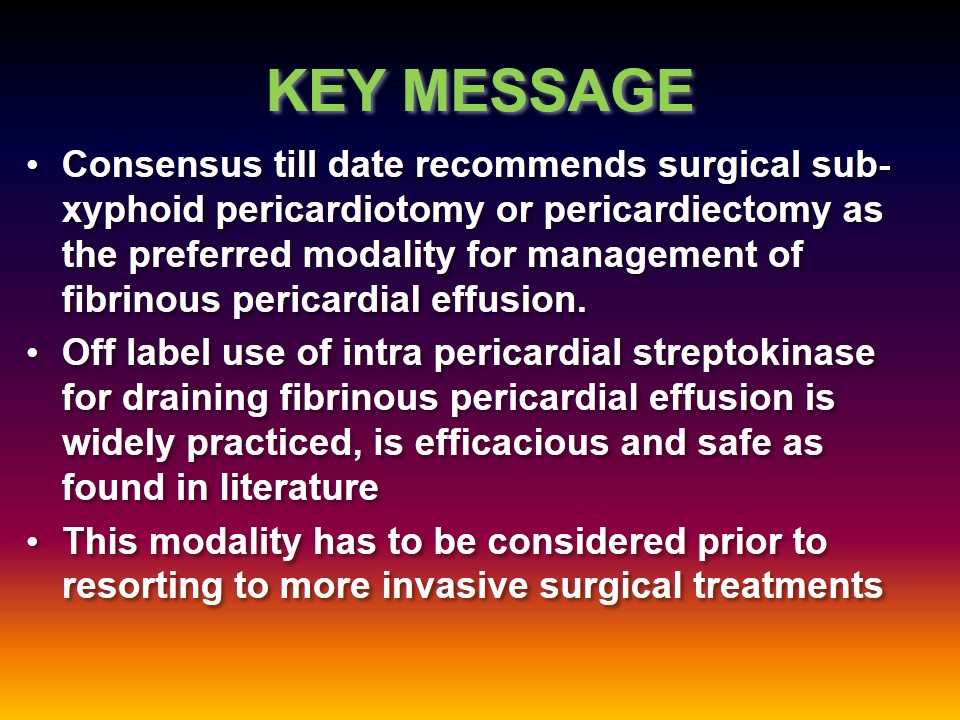 KEY MESSAGE
• Consensus till date recommends surgical sub-
xyphoid pericardiotomy or pericardiectomy as
the preferred modality for management of
fibrinous pericardial effusion.
• Off label use of intra pericardial streptokinase
for draining fibrinous pericardial effusion is
widely practiced, is efficacious and safe as
found in literature
• This modality has to be considered prior to
resorting to more invasive surgical treatments